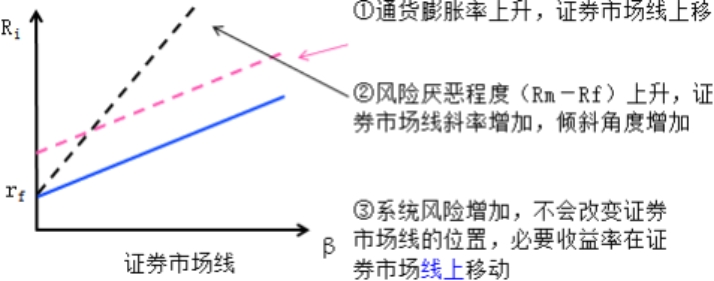 ①通货膨胀率上升，证券市场线上移
Ri
②风险厌恶程度（Rm－Rf）上升，证
券市场线斜率增加，倾斜角度增加
rf
③系统风险增加，不会改变证券
市场线的位置，必要收益率在证
券市场线上移动
β
证券市场线